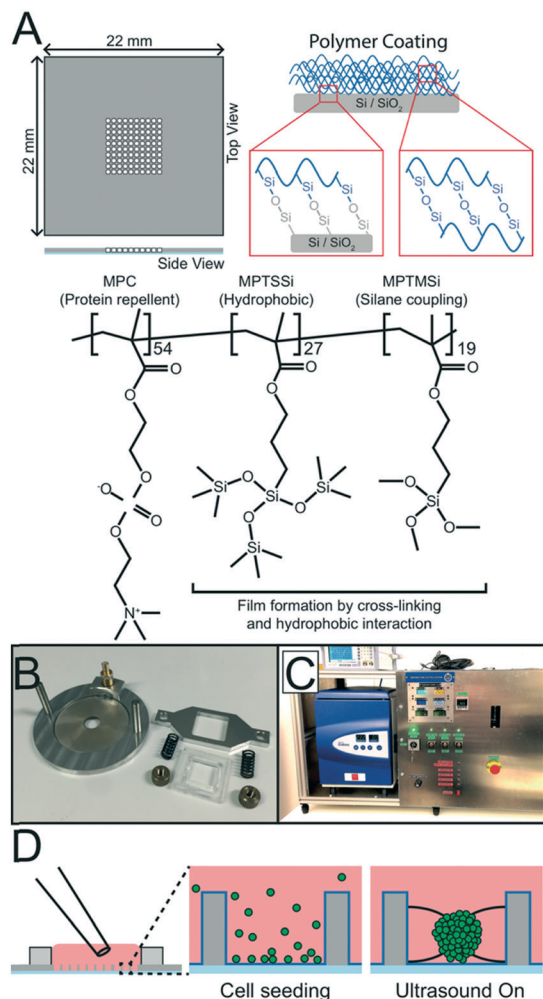 A
22 mm
22 mm
Top View
Side View
Polymer Coating
Si / SiO2
Si
Si
Si
O
O
O
Si
Si
Si
Si / SiO2
Si
Si
Si
O
O
O
Si
Si
Si
MPC
(Protein repellent)
MPTSSi
(Hydrophobic)
MPTMSi
(Silane coupling)
54
27
19
O
O
O
O
O
O
O
-O
P
O
O
N+
Si
O
Si
O
Si
O
Si
O
Si
O
O
Film formation by cross-linking
and hydrophobic interaction
B
C
D
Cell seeding
Ultrasound On